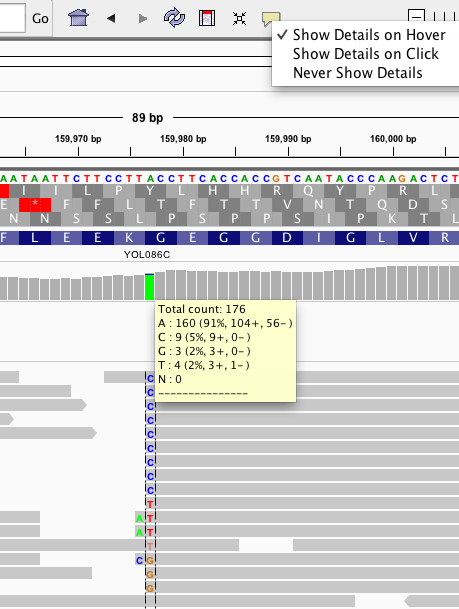 Go
✓ Show Details on Hover
Show Details on Click
Never Show Details
89 bp
159,970 bp 159,980 bp 159,990 bp 160,000 bp
A A T A A T T C T T C C T T A C C T T C A C C A C C G T C A A T A C C C A A G A C T C T
I I L P Y L H H R Q Y P R L
E * F F L T F T T V N T Q D S
N N S S L P S P P S I P K T L
F L E E K G E G G D I G L V R
YOL086C
Total count: 176
A : 160 (91%, 104+, 56- )
C : 9 (5%, 9+, 0- )
G : 3 (2%, 3+, 0- )
T : 4 (2%, 3+, 1- )
N : 0
---------------
C
C
C
C
C
C
C
C
C
T
A T
A T
T
C G
G
G